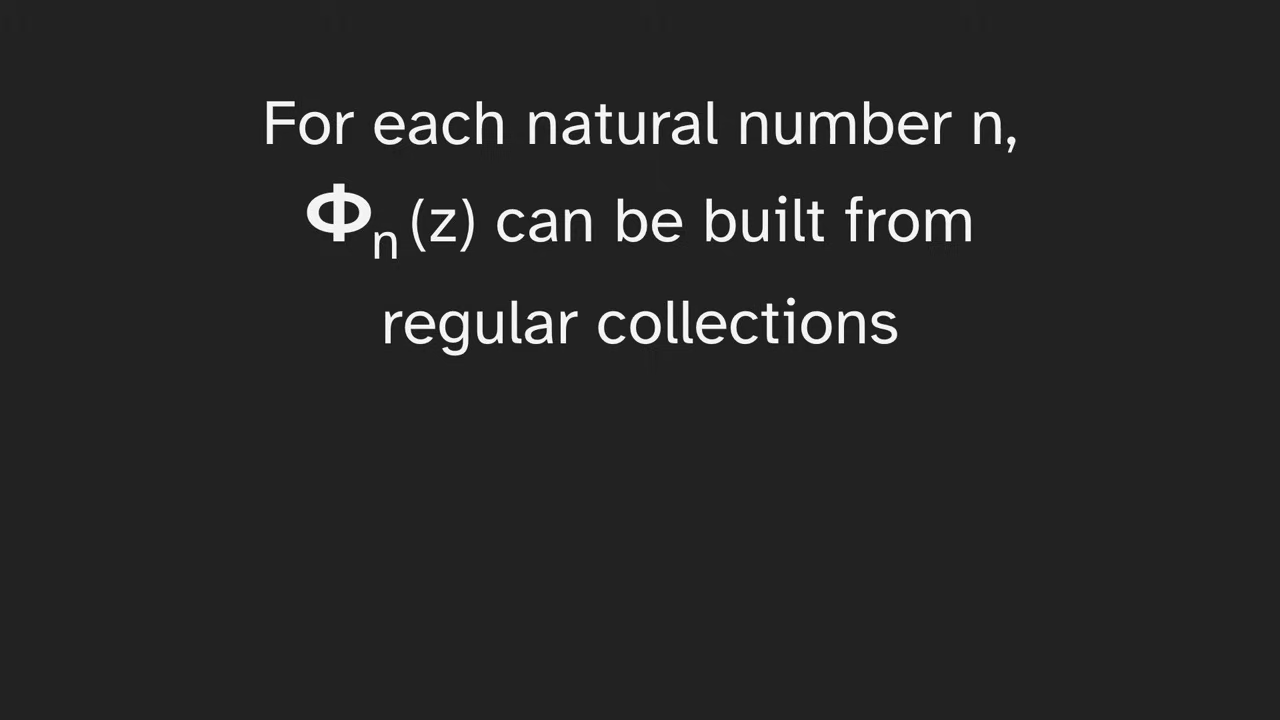 For each natural number n,
Φn(z) can be built from
regular collections